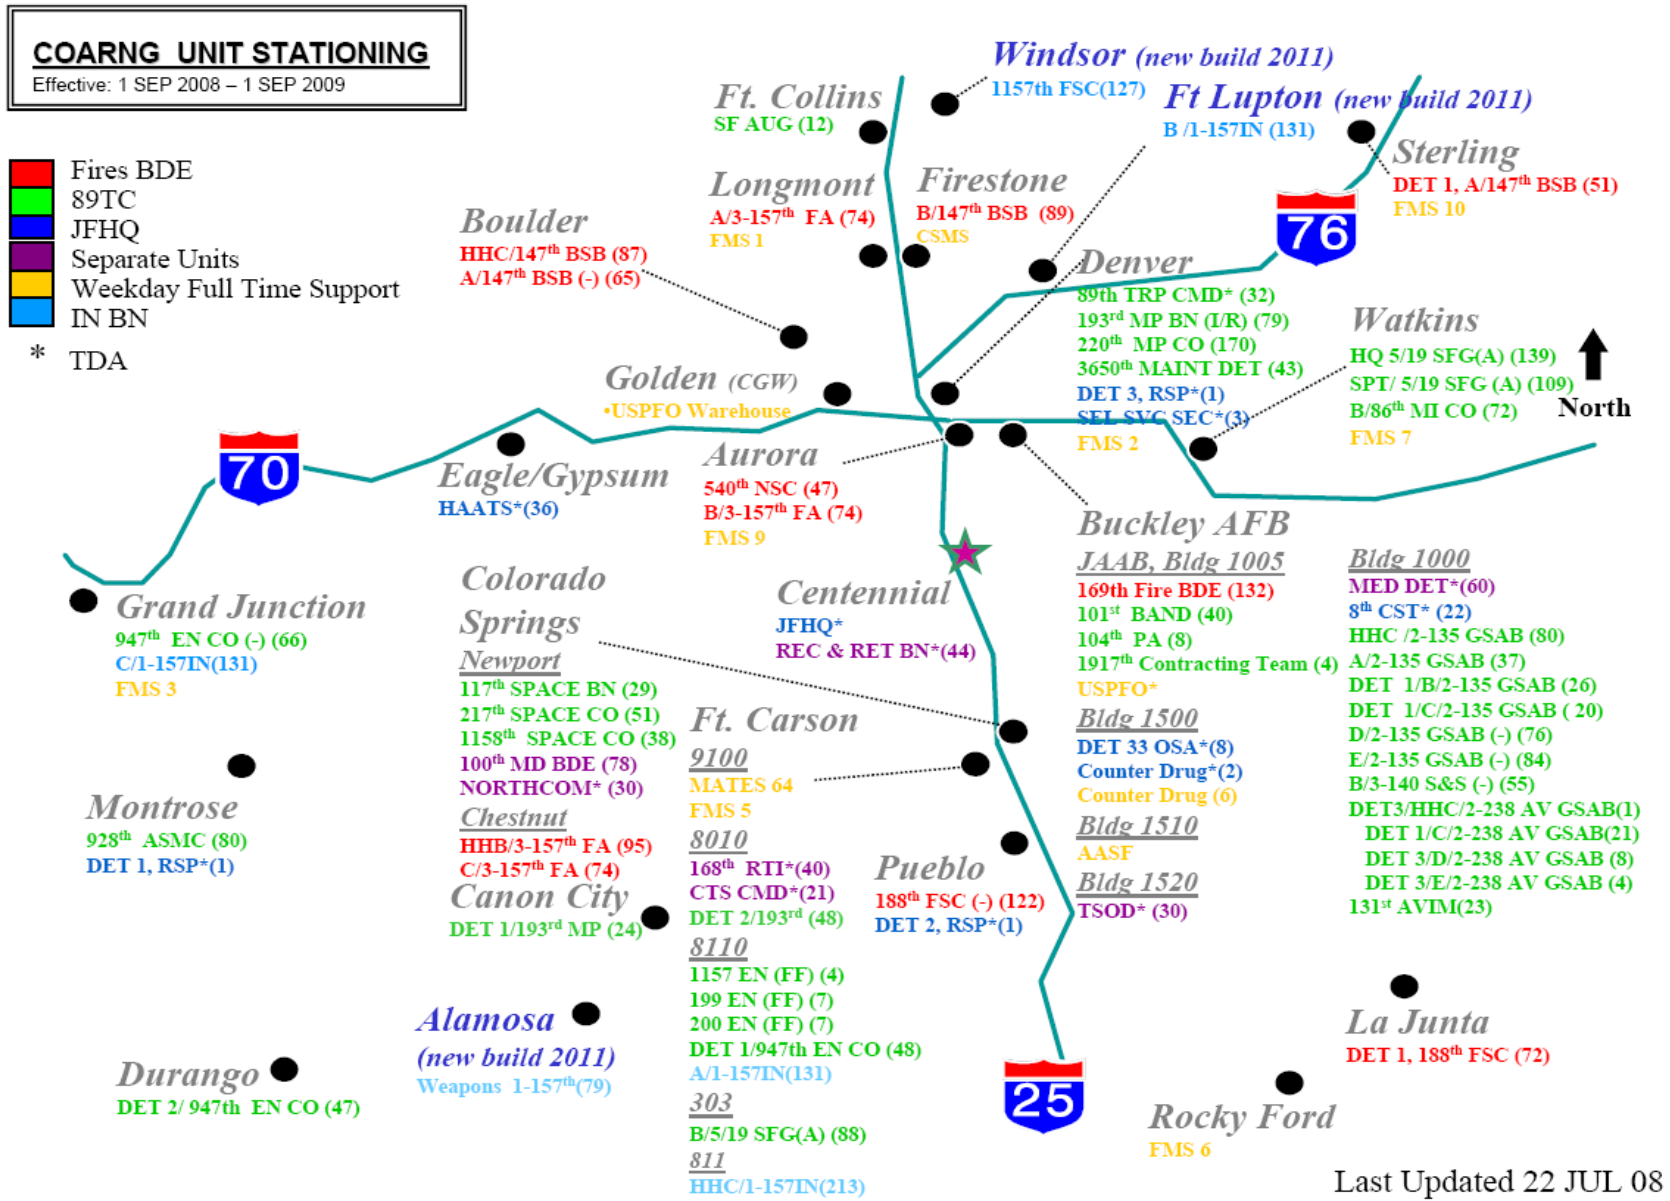 COARNG UNIT STATIONING
Effective: 1 SEP 2008 – 1 SEP 2009
Fires BDE
89TC
JFHQ
Separate Units
Weekday Full Time Support
IN BN
* TDA
Ft. Collins
SF AUG (12)
Windsor (new build 2011)
1157th FSC(127)
Ft Lupton (new build 2011)
B /1-157IN (131)
Sterling
DET 1, A/147th BSB (51)
FMS 10
76
Longmont
A/3-157th FA (74)
FMS 1
Firestone
B/147th BSB (89)
CSMS
Boulder
HHC/147th BSB (87)
A/147th BSB (-) (65)
Denver
89th TRP CMD* (32)
193rd MP BN (I/R) (79)
220th MP CO (170)
3650th MAINT DET (43)
DET 3, RSP*(1)
SEL SVC SEC*(3)
FMS 2
Watkins
HQ 5/19 SFG(A) (139)
SPT/ 5/19 SFG (A) (109)
B/86th MI CO (72)
FMS 7
North
Golden (CGW)
•USPFO Warehouse
70
Eagle/Gypsum
HAATS*(36)
Aurora
540th NSC (47)
B/3-157th FA (74)
FMS 9
Buckley AFB
JAAB, Bldg 1005
169th Fire BDE (132)
101st BAND (40)
104th PA (8)
1917th Contracting Team (4)
USPFO*
Bldg 1500
DET 33 OSA*(8)
Counter Drug*(2)
Counter Drug (6)
Bldg 1510
AASF
Bldg 1520
TSOD* (30)
Bldg 1000
MED DET*(60)
8th CST* (22)
HHC /2-135 GSAB (80)
A/2-135 GSAB (37)
DET 1/B/2-135 GSAB (26)
DET 1/C/2-135 GSAB ( 20)
D/2-135 GSAB (-) (76)
E/2-135 GSAB (-) (84)
B/3-140 S&S (-) (55)
DET3/HHC/2-238 AV GSAB(1)
DET 1/C/2-238 AV GSAB(21)
DET 3/D/2-238 AV GSAB (8)
DET 3/E/2-238 AV GSAB (4)
131st AVIM(23)
Centennial
JFHQ*
REC & RET BN*(44)
Grand Junction
947th EN CO (-) (66)
C/1-157IN(131)
FMS 3
Colorado
Springs
Newport
117th SPACE BN (29)
217th SPACE CO (51)
1158th SPACE CO (38)
100th MD BDE (78)
NORTHCOM* (30)
Chestnut
HHB/3-157th FA (95)
C/3-157th FA (74)
Ft. Carson
9100
MATES 64
FMS 5
8010
168th RTI*(40)
CTS CMD*(21)
DET 2/193rd (48)
8110
1157 EN (FF) (4)
199 EN (FF) (7)
200 EN (FF) (7)
DET 1/947th EN CO (48)
A/1-157IN(131)
303
B/5/19 SFG(A) (88)
811
HHC/1-157IN(213)
Montrose
928th ASMC (80)
DET 1, RSP*(1)
Canon City
DET 1/193rd MP (24)
Pueblo
188th FSC (-) (122)
DET 2, RSP*(1)
Alamosa
(new build 2011)
Weapons 1-157th(79)
Durango
DET 2/ 947th EN CO (47)
25
La Junta
DET 1, 188th FSC (72)
Rocky Ford
FMS 6
Last Updated 22 JUL 08